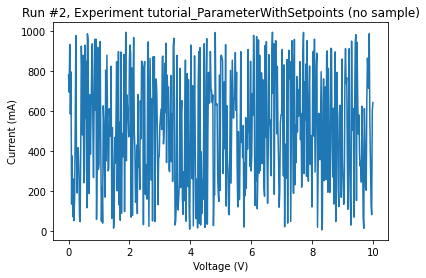 Run #2, Experiment tutorial_ParameterWithSetpoints (no sample)
1000
800
600
400
200
0
Current (mA)
0 2 4 6 8 10
Voltage (V)